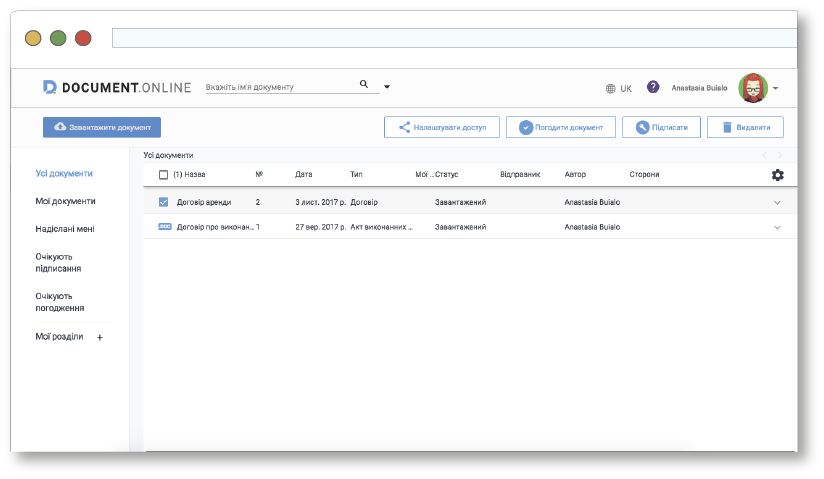 DOCUMENT.ONLINE
Вкажіть ім'я документу
UK
?
Anastasia Buialo
Завантажити документ
Налаштувати доступ
Погодити документ
Підписати
Видалити
Усі документи
Мої документи
Надіслані мені
Очікують
підписання
Очікують
погодження
Мої розділи +
Усі документи
(1) Назва № Дата Тип Мої ... Статус Відправник Автор Сторони
Договір аренди 2 3 лист. 2017 р. Договір Завантажений Anastasia Buialo
Договір про виконан... 1 27 вер. 2017 р. Акт виконанних ... Завантажений Anastasia Buialo